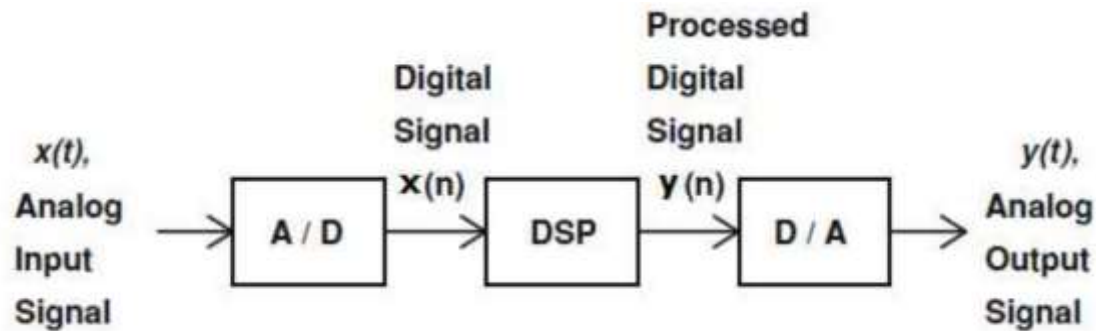 x(t),
Analog
Input
Signal
A / D
Digital
Signal
x(n)
DSP
Processed
Digital
Signal
y(n)
D / A
y(t),
Analog
Output
Signal